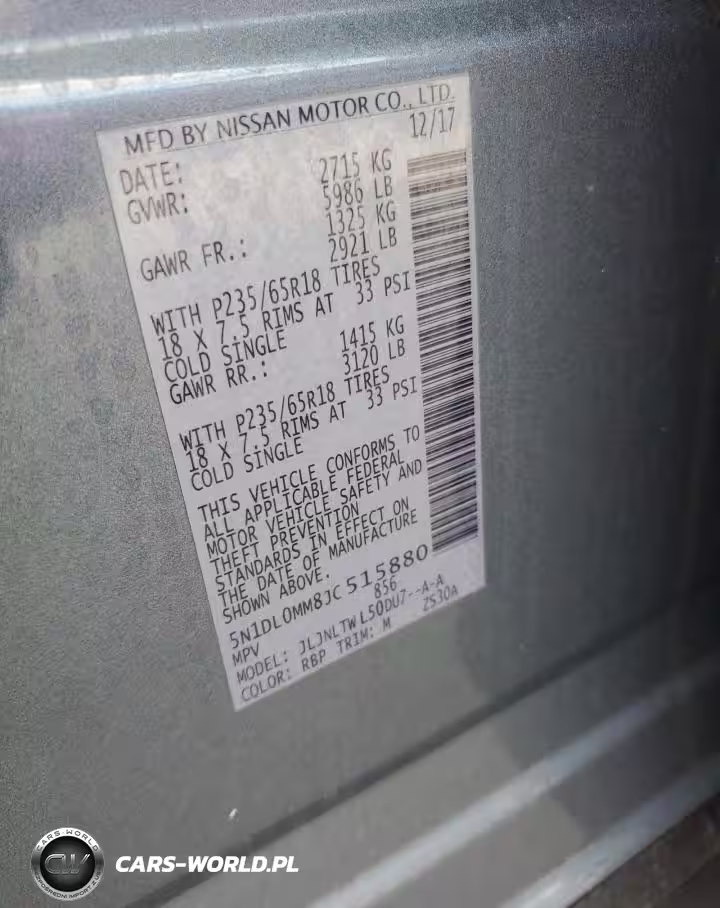 MFD BY NISSAN MOTOR CO., LTD.
DATE: 12/17
GVWR: 2715 KG
5986 LB
GAWR FR.: 1325 KG
2921 LB
WITH P235/65R18 TIRES
18 X 7.5 RIMS AT 33 PSI
COLD SINGLE
GAWR RR.: 1415 KG
3120 LB
WITH P235/65R18 TIRES
18 X 7.5 RIMS AT 33 PSI
COLD SINGLE
THIS VEHICLE CONFORMS TO
ALL APPLICABLE FEDERAL
MOTOR VEHICLE SAFETY AND
THEFT PREVENTION
STANDARDS IN EFFECT ON
THE DATE OF MANUFACTURE
SHOWN ABOVE.
5N1DL0MM8JC515880
MPV 856
MODEL: JLJNLTWL50DU7--A-A
COLOR: RBP TRIM: M 2S30A
CARS-WORLD
CW
CARS-WORLD.PL